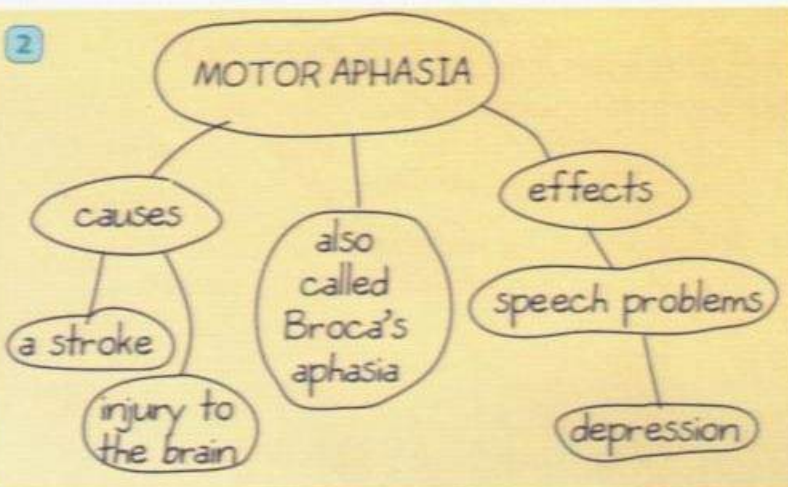 2
MOTOR APHASIA
causes
effects
also
called
Broca's
aphasia
a stroke
injury to
the brain
speech problems
depression